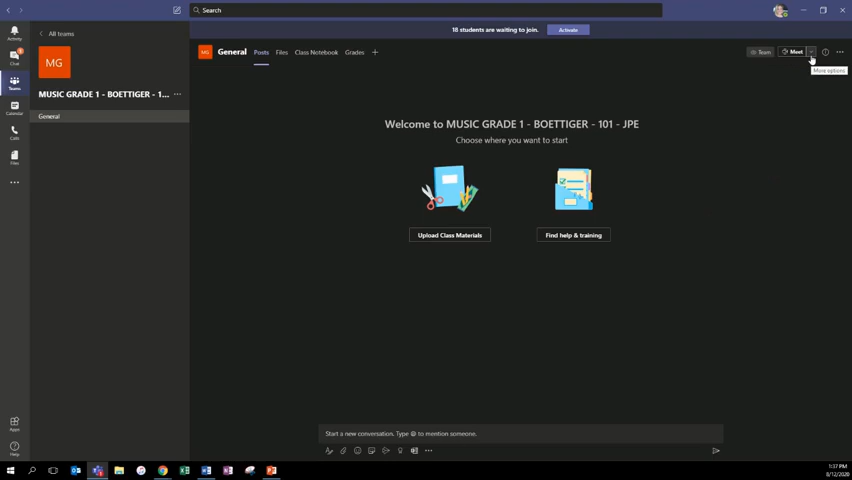 Search
18 students are waiting to join.
Activate
Activity
Chat
Teams
Calendar
Calls
Files
Apps
Help
All teams
MG
MUSIC GRADE 1 - BOETTIGER - 1...
General
MG
General
Posts
Files
Class Notebook
Grades
Team
Meet
More options
Welcome to MUSIC GRADE 1 - BOETTIGER - 101 - JPE
Choose where you want to start
Upload Class Materials
Find help & training
Start a new conversation. Type @ to mention someone.
1:37 PM
8/12/2020